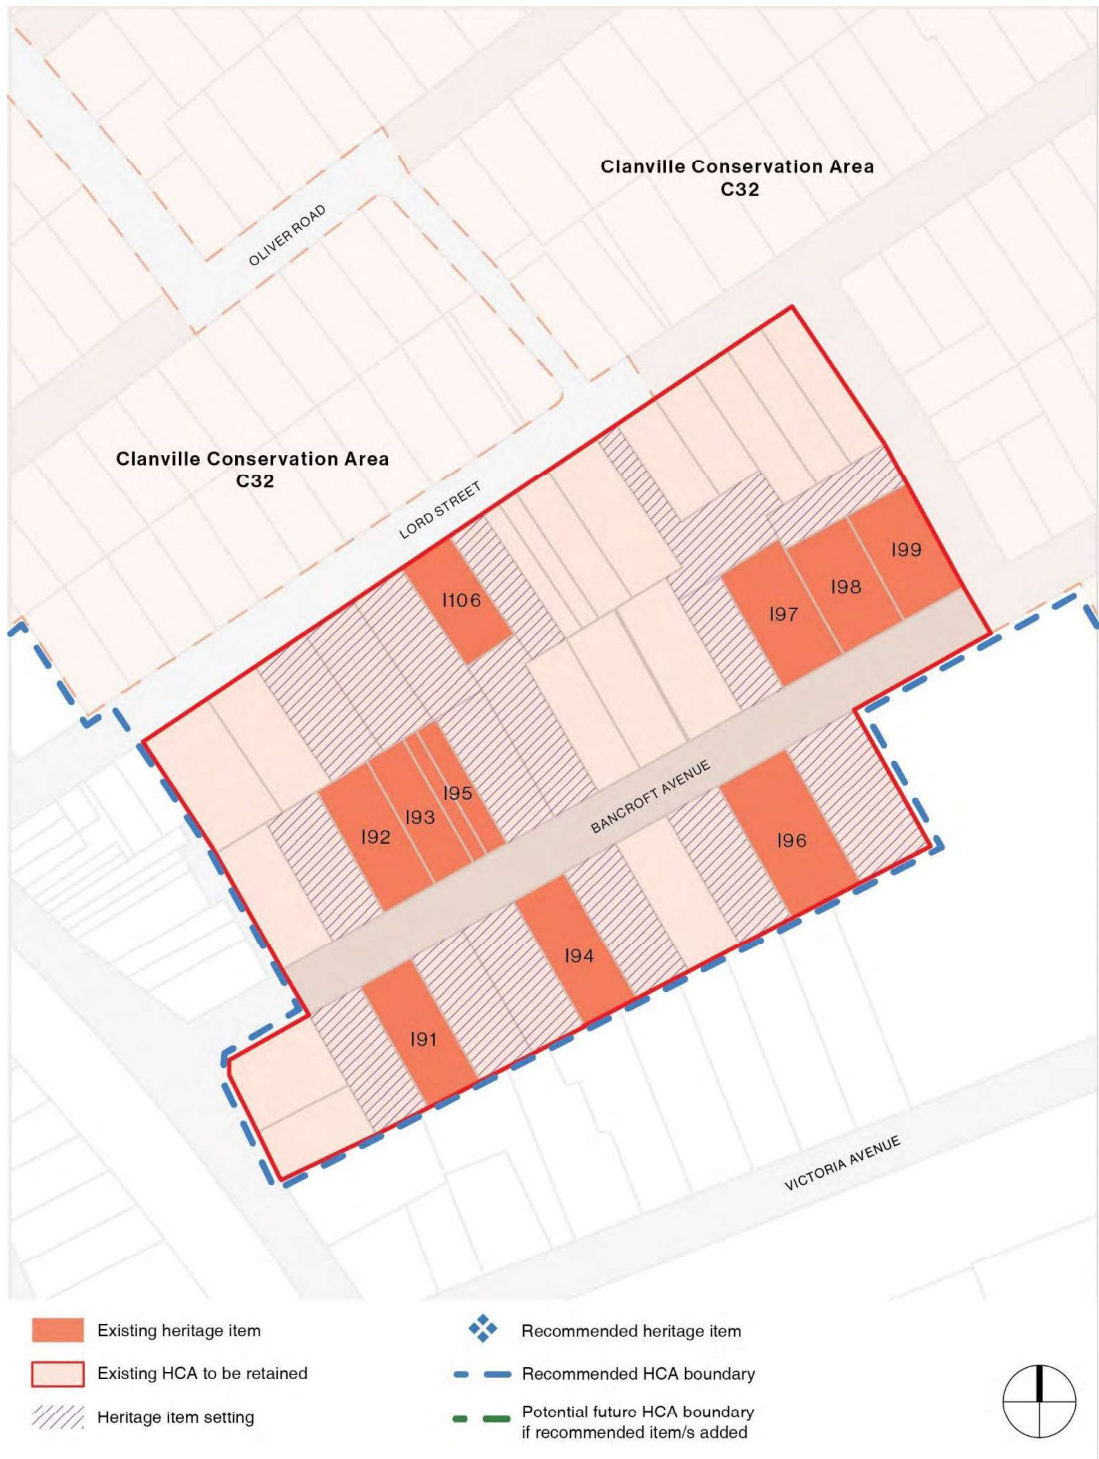 Clanville Conservation Area
C32
OLIVER ROAD
Clanville Conservation Area
C32
LORD STREET
I99
I98
I97
I106
I95
I93
I92
BANCROFT AVENUE
I96
I94
I91
VICTORIA AVENUE
Existing heritage item
Existing HCA to be retained
Heritage item setting
Recommended heritage item
Recommended HCA boundary
Potential future HCA boundary
if recommended item/s added